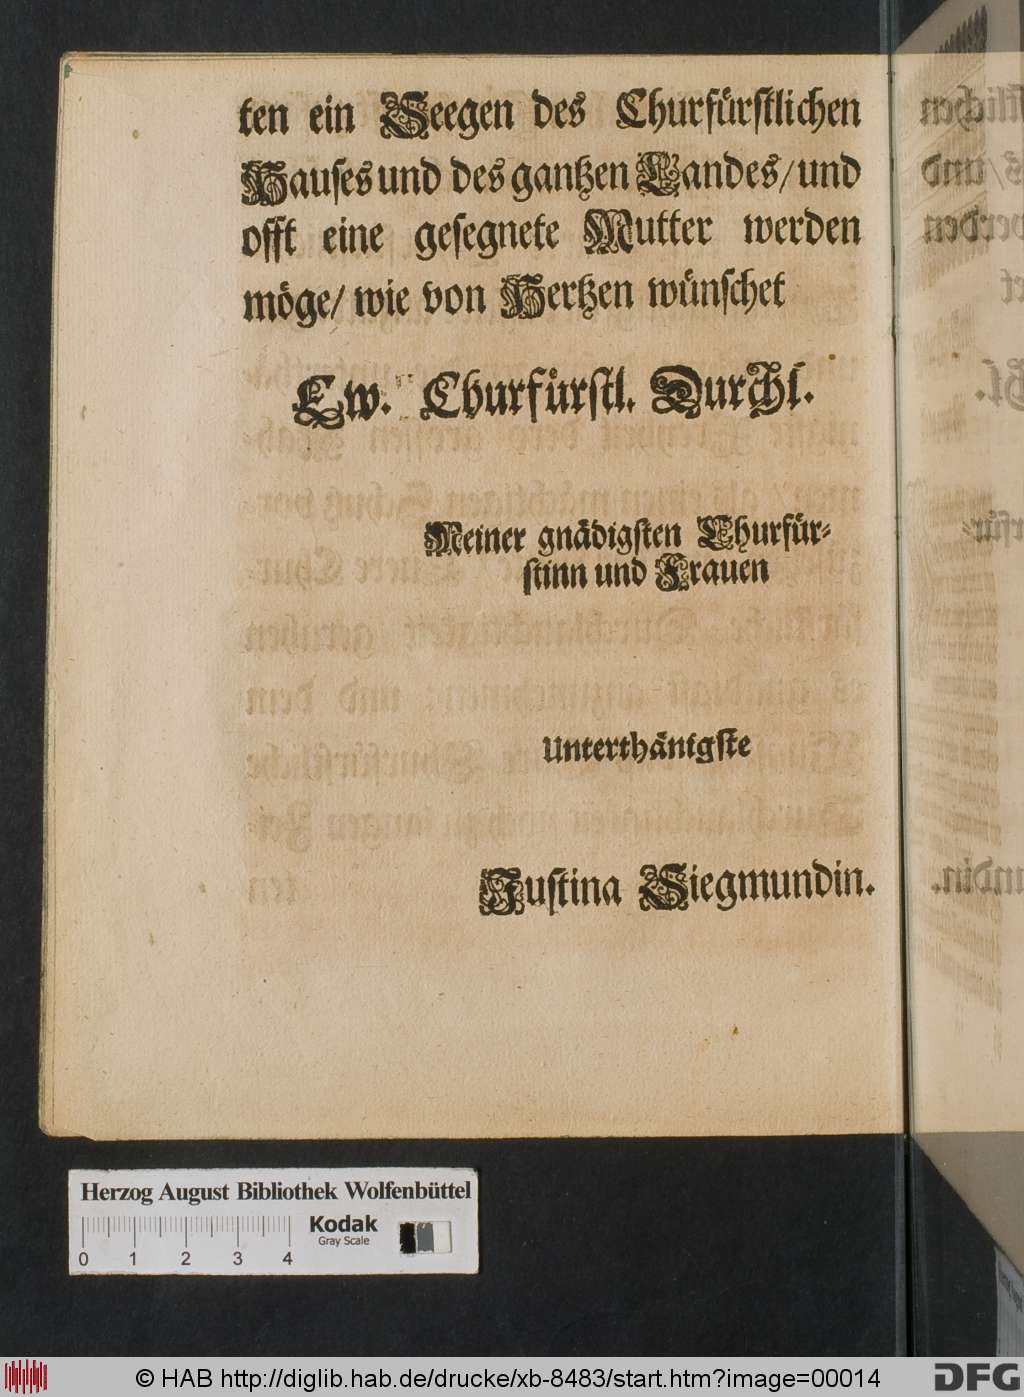 ten ein Seegen des Churfürstlichen
Hauses und des gantzen Landes/und
offt eine gesegnete Mutter werden
möge/ wie von Hertzen wünschet
Ew. Churfürstl. Durchl.
Meiner gnädigsten Churfür-
stinn und Frauen
Unterthänigste
Justina Siegmundin.
Herzog August Bibliothek Wolfenbüttel
Kodak
Gray Scale
0 1 2 3 4
© HAB http://diglib.hab.de/drucke/xb-8483/start.htm?image=00014
DFG